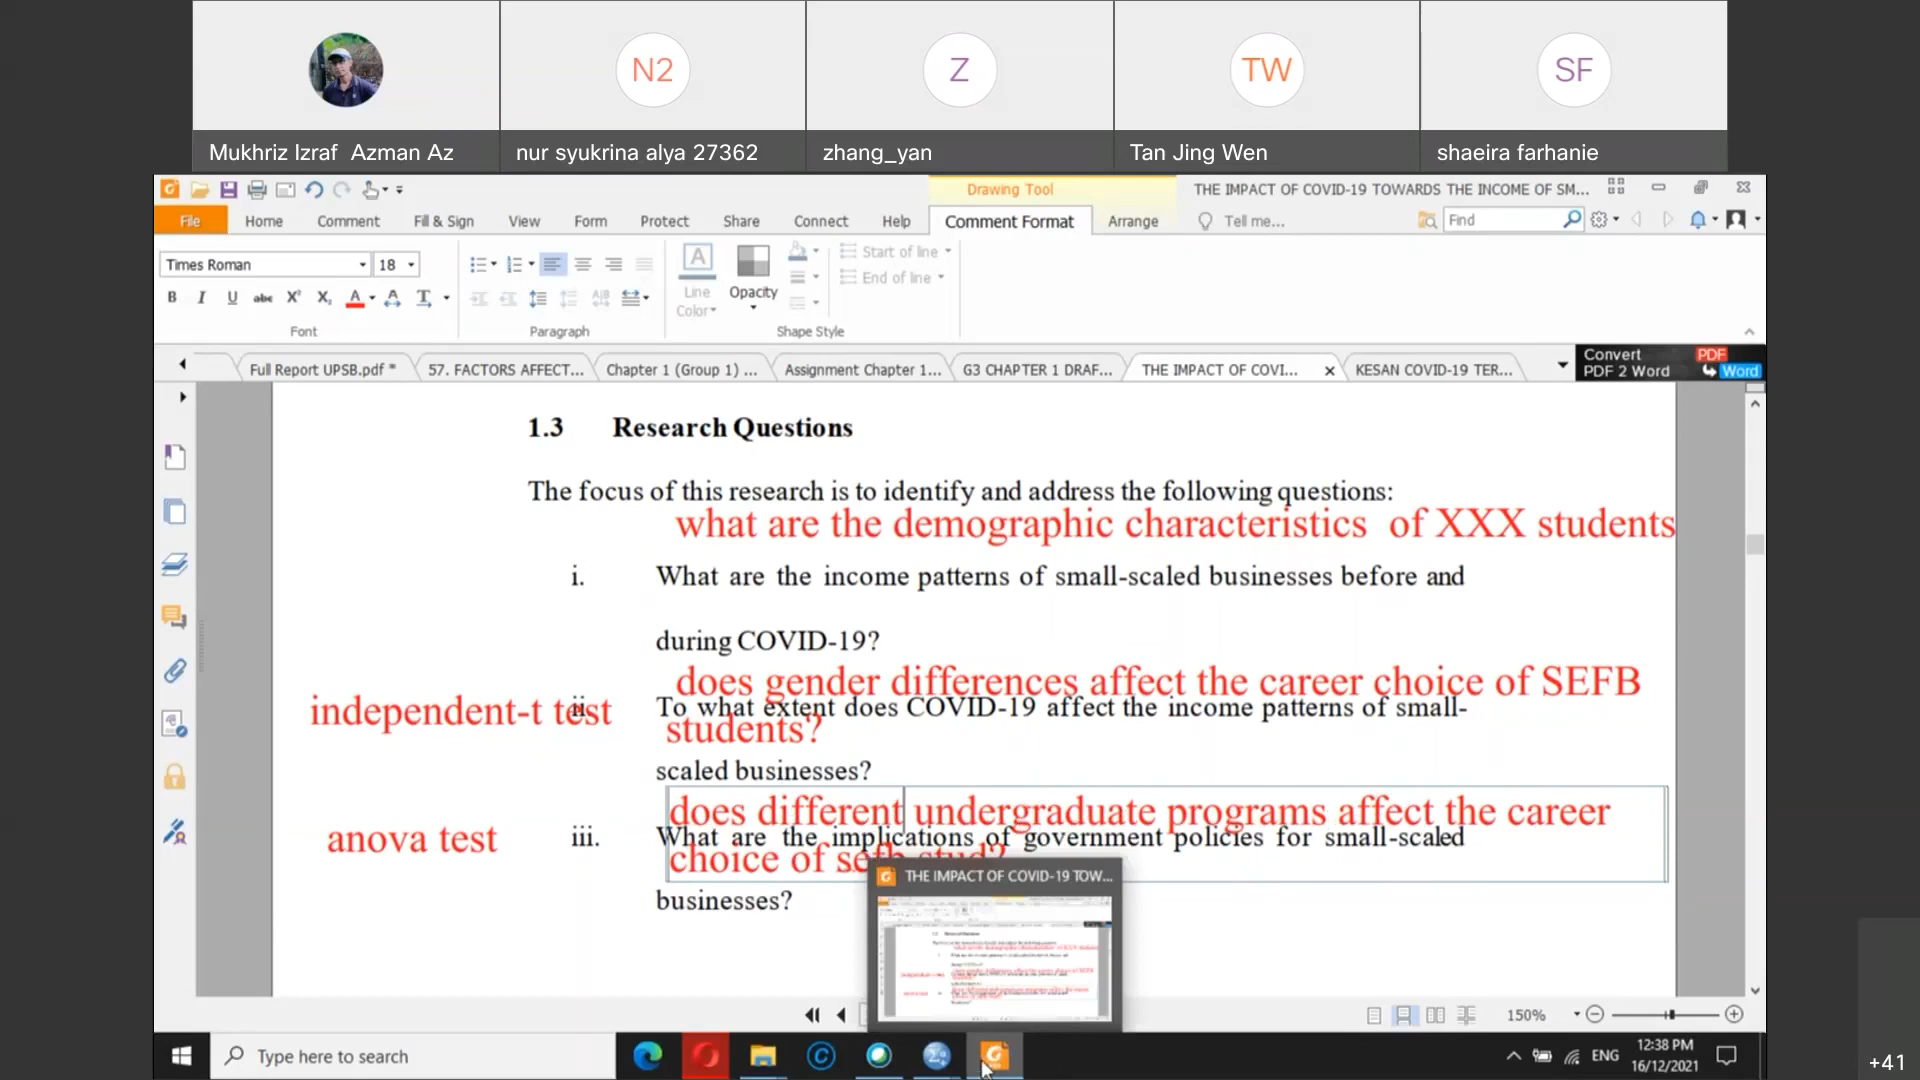 N2
Z
TW
SF
Mukhriz Izraf Azman Az
nur syukrina alya 27362
zhang_yan
Tan Jing Wen
shaeira farhanie
Drawing Tool
THE IMPACT OF COVID-19 TOWARDS THE INCOME OF SM...
File
Home
Comment
Fill & Sign
View
Form
Protect
Share
Connect
Help
Comment Format
Arrange
Tell me...
Find
Times Roman
18
Start of line
End of line
Line
Color
Opacity
Font
Paragraph
Shape Style
Full Report UPSB.pdf *
57. FACTORS AFFECT...
Chapter 1 (Group 1) ...
Assignment Chapter 1...
G3 CHAPTER 1 DRAF...
THE IMPACT OF COVI...
KESAN COVID-19 TER...
Convert PDF
PDF 2 Word Word
1.3 Research Questions
The focus of this research is to identify and address the following questions:
what are the demographic characteristics of XXX students
i. What are the income patterns of small-scaled businesses before and
during COVID-19?
does gender differences affect the career choice of SEFB
independent-t test
ii. To what extent does COVID-19 affect the income patterns of small-
students?
scaled businesses?
does different undergraduate programs affect the career
anova test
iii. What are the implications of government policies for small-scaled
choice of sefb stud?
businesses?
THE IMPACT OF COVID-19 TOW...
150%
Type here to search
ENG
12:38 PM
16/12/2021
+41